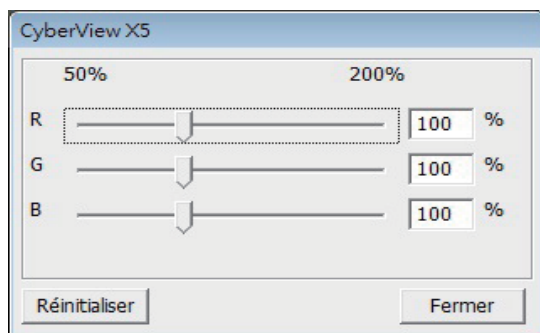 CyberView X5
50% 200%
R 100 %
G 100 %
B 100 %
Réinitialiser Fermer